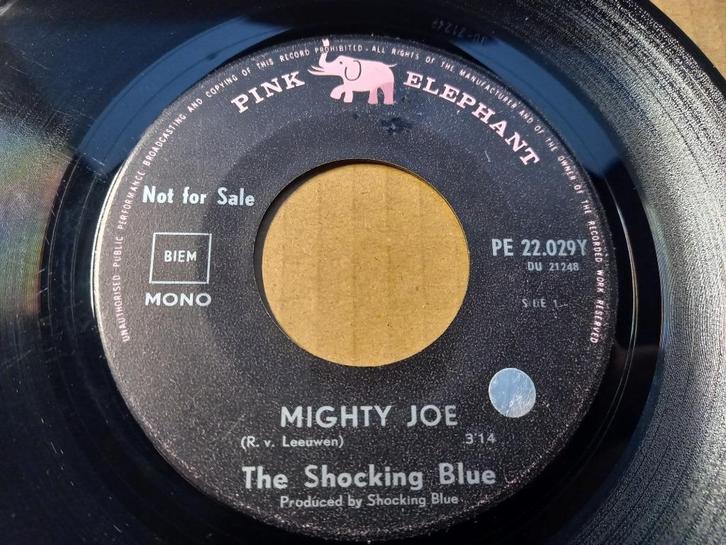 UNAUTHORISED PUBLIC PERFORMANCE BROADCASTING AND COPYING OF THIS RECORD PROHIBITED - ALL RIGHTS OF THE MANUFACTURER AND OF THE OWNER OF THE RECORDED WORK RESERVED
PINK ELEPHANT
Not for Sale
BIEM
MONO
PE 22.029Y
DU 21248
SIDE 1
MIGHTY JOE
(R. v. Leeuwen) 3'14
The Shocking Blue
Produced by Shocking Blue